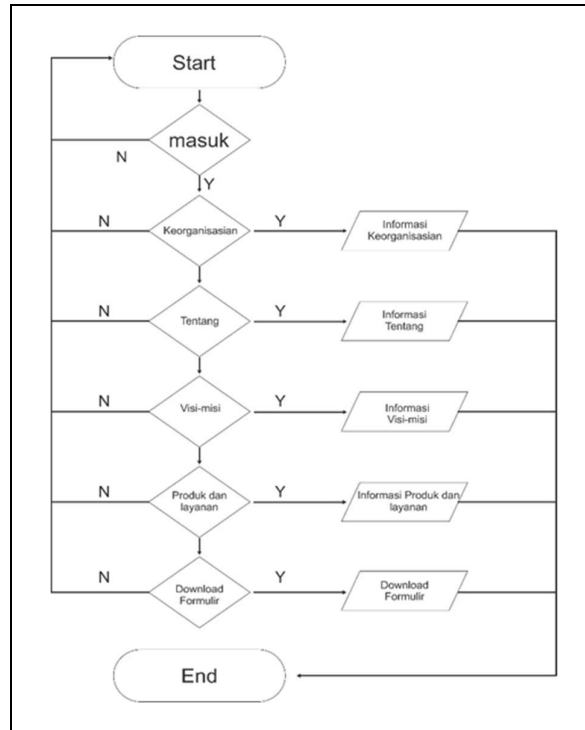 Start
masuk
N
Y
N
Keorganisasian
Y
Informasi
Keorganisasian
N
Tentang
Y
Informasi
Tentang
N
Visi-misi
Y
Informasi
Visi-misi
N
Produk dan
layanan
Y
Informasi Produk dan
layanan
N
Download
Formulir
Y
Download
Formulir
End